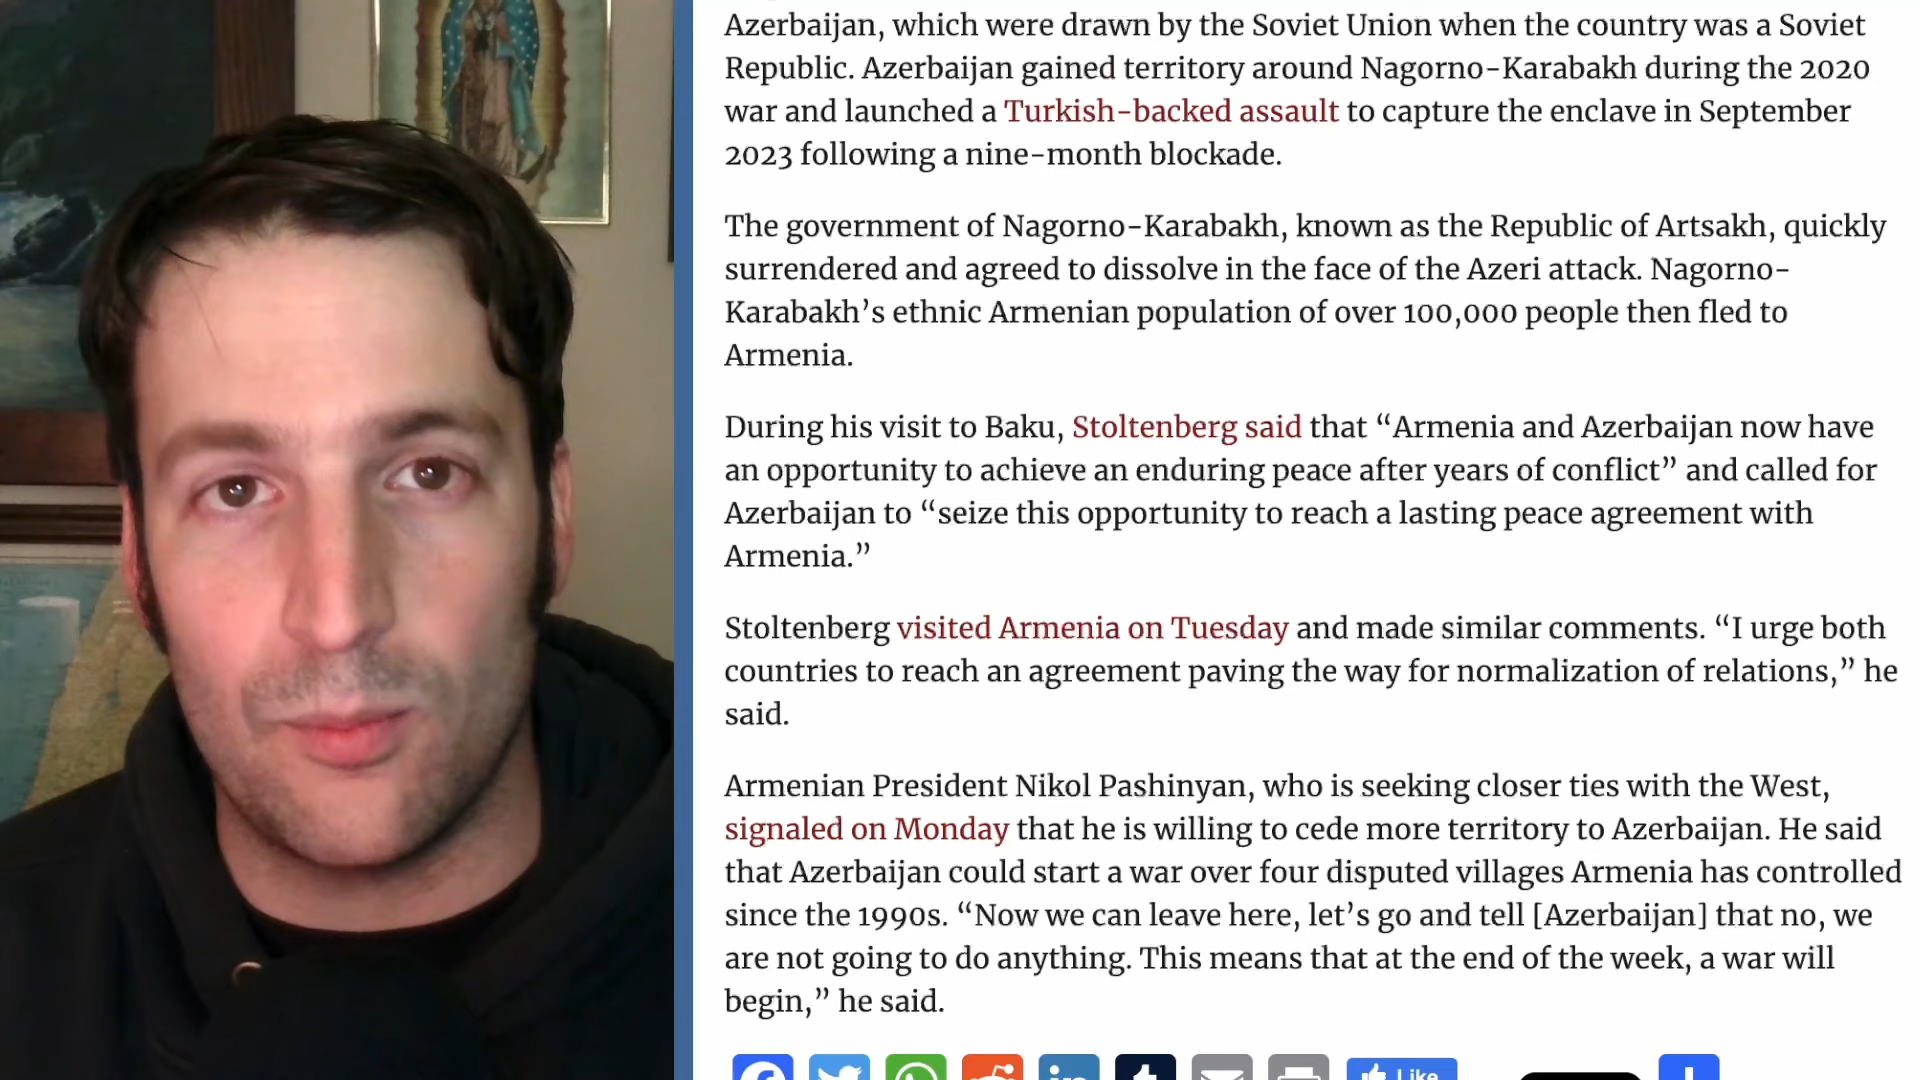 Azerbaijan, which were drawn by the Soviet Union when the country was a Soviet
Republic. Azerbaijan gained territory around Nagorno-Karabakh during the 2020
war and launched a Turkish-backed assault to capture the enclave in September
2023 following a nine-month blockade.
The government of Nagorno-Karabakh, known as the Republic of Artsakh, quickly
surrendered and agreed to dissolve in the face of the Azeri attack. Nagorno-
Karabakh’s ethnic Armenian population of over 100,000 people then fled to
Armenia.
During his visit to Baku, Stoltenberg said that “Armenia and Azerbaijan now have
an opportunity to achieve an enduring peace after years of conflict” and called for
Azerbaijan to “seize this opportunity to reach a lasting peace agreement with
Armenia.”
Stoltenberg visited Armenia on Tuesday and made similar comments. “I urge both
countries to reach an agreement paving the way for normalization of relations,” he
said.
Armenian President Nikol Pashinyan, who is seeking closer ties with the West,
signaled on Monday that he is willing to cede more territory to Azerbaijan. He said
that Azerbaijan could start a war over four disputed villages Armenia has controlled
since the 1990s. “Now we can leave here, let’s go and tell [Azerbaijan] that no, we
are not going to do anything. This means that at the end of the week, a war will
begin,” he said.
Like